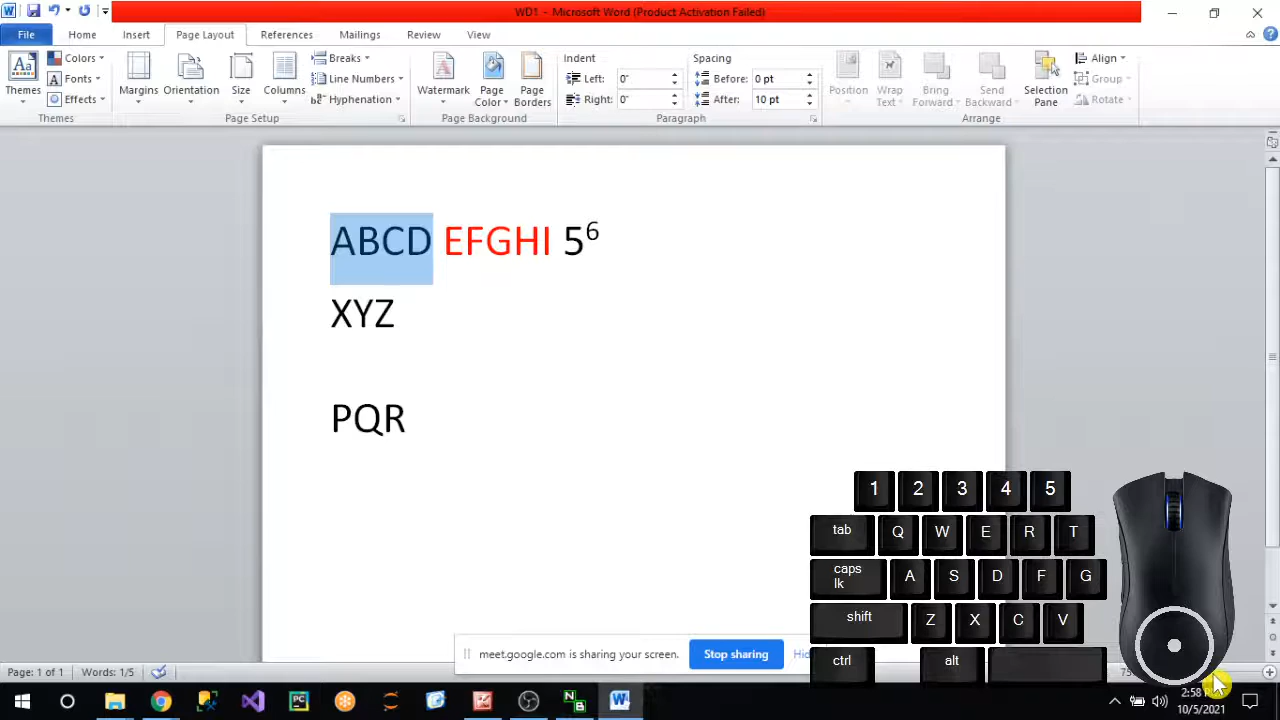 WD1 - Microsoft Word (Product Activation Failed)
File Home Insert Page Layout References Mailings Review View
Themes
Colors
Fonts
Effects
Themes
Margins
Orientation
Size
Columns
Breaks
Line Numbers
Hyphenation
Page Setup
Watermark
Page Color
Page Borders
Page Background
Indent
Left: 0"
Right: 0"
Spacing
Before: 0 pt
After: 10 pt
Paragraph
Position
Wrap Text
Bring Forward
Send Backward
Selection Pane
Align
Group
Rotate
Arrange
ABCD EFGHI 5⁶
XYZ
PQR
1 2 3 4 5
tab Q W E R T
caps lk A S D F G
shift Z X C V
ctrl alt
meet.google.com is sharing your screen. Stop sharing
Page: 1 of 1 Words: 1/5
2:58
10/5/2021